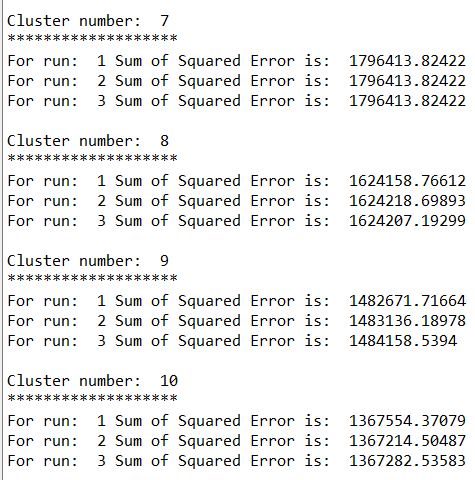 Cluster number:  7
*******************
For run:  1 Sum of Squared Error is:  1796413.82422
For run:  2 Sum of Squared Error is:  1796413.82422
For run:  3 Sum of Squared Error is:  1796413.82422

Cluster number:  8
*******************
For run:  1 Sum of Squared Error is:  1624158.76612
For run:  2 Sum of Squared Error is:  1624218.69893
For run:  3 Sum of Squared Error is:  1624207.19299

Cluster number:  9
*******************
For run:  1 Sum of Squared Error is:  1482671.71664
For run:  2 Sum of Squared Error is:  1483136.18978
For run:  3 Sum of Squared Error is:  1484158.5394

Cluster number:  10
*******************
For run:  1 Sum of Squared Error is:  1367554.37079
For run:  2 Sum of Squared Error is:  1367214.50487
For run:  3 Sum of Squared Error is:  1367282.53583